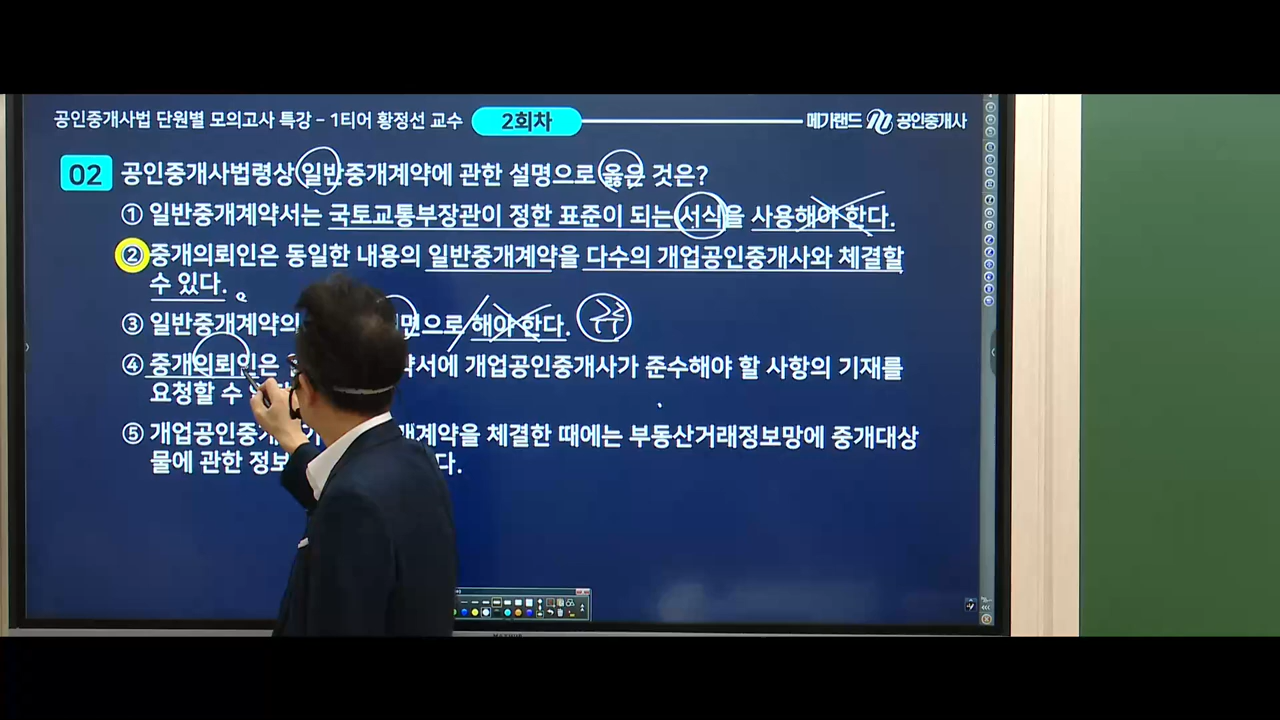 공인중개사법 단원별 모의고사 특강 - 1티어 황정선 교수 2회차 메가랜드 공인중개사
02 공인중개사법령상 일반중개계약에 관한 설명으로 옳은 것은?
① 일반중개계약서는 국토교통부장관이 정한 표준이 되는 서식을 사용해야 한다.
② 중개의뢰인은 동일한 내용의 일반중개계약을 다수의 개업공인중개사와 체결할
수 있다.
③ 일반중개계약의 면으로 해야 한다.
④ 중개의뢰인은 약서에 개업공인중개사가 준수해야 할 사항의 기재를
요청할 수
⑤ 개업공인중개 계약을 체결한 때에는 부동산거래정보망에 중개대상
물에 관한 정보 다.